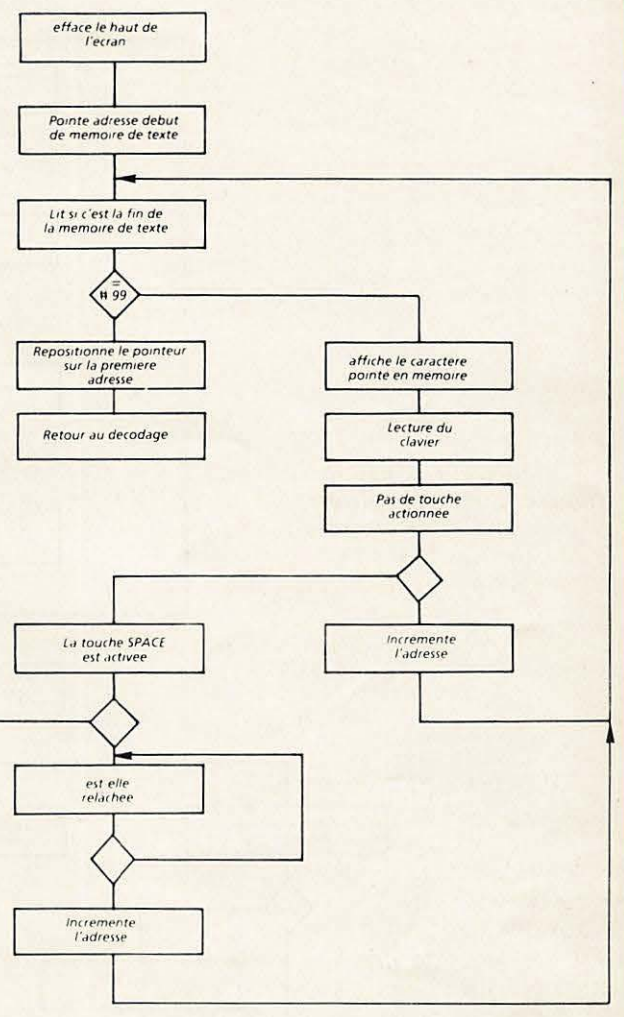 efface le haut de
l'ecran
Pointe adresse debut
de memoire de texte
Lit si c'est la fin de
la memoire de texte
=
# 99
Repositionne le pointeur
sur la premiere
adresse
Retour au decodage
affiche le caractere
pointe en memoire
Lecture du
clavier
Pas de touche
actionnee
Incremente
l'adresse
La touche SPACE
est activee
est elle
relachee
Incremente
l'adresse